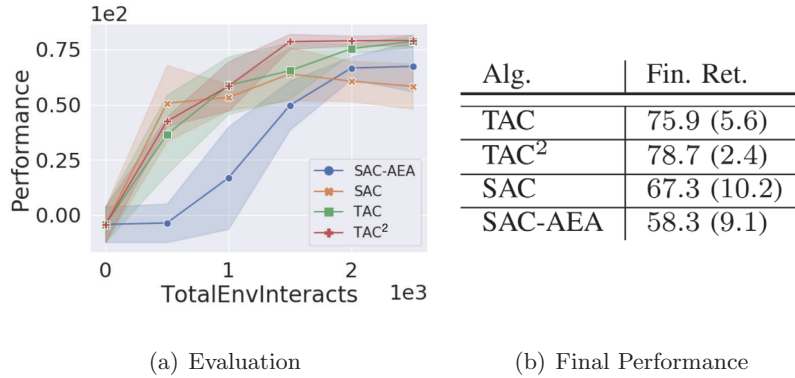 1e2
0.75
0.50
0.25
0.00
Performance
0 1 2
TotalEnvInteracts 1e3
SAC-AEA
SAC
TAC
TAC²
(a) Evaluation
Alg. Fin. Ret.
TAC 75.9 (5.6)
TAC² 78.7 (2.4)
SAC 67.3 (10.2)
SAC-AEA 58.3 (9.1)
(b) Final Performance